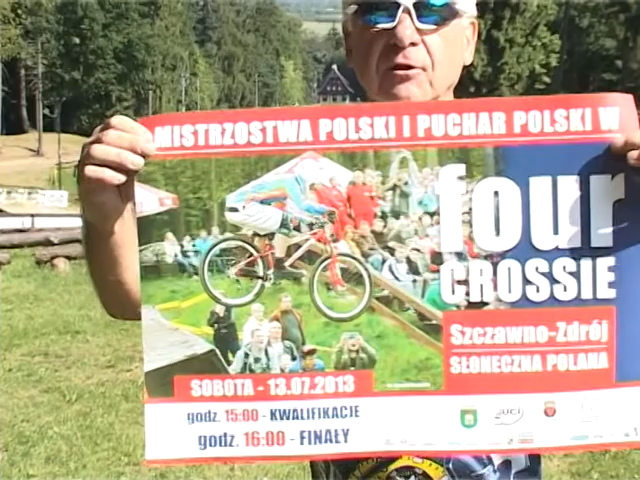 MISTRZOSTWA POLSKI I PUCHAR POLSKI W
four
CROSSIE
Szczawno-Zdrój
SŁONECZNA POLANA
SOBOTA - 13.07.2013
godz. 15:00 - KWALIFIKACJE
godz. 16:00 - FINAŁY
UCI